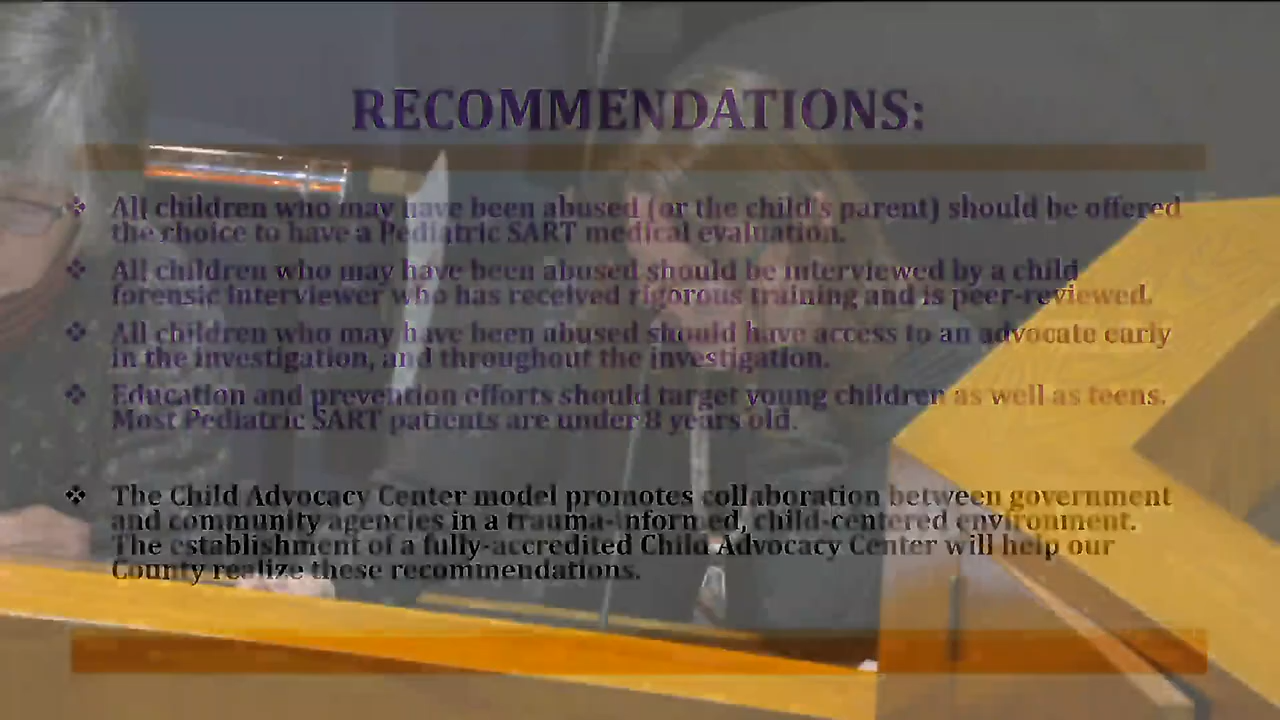 RECOMMENDATIONS:
❖ All children who may have been abused (or the child's parent) should be offered
the choice to have a Pediatric SART medical evaluation.
❖ All children who may have been abused should be interviewed by a child
forensic interviewer who has received rigorous training and is peer-reviewed.
❖ All children who may have been abused should have access to an advocate early
in the investigation, and throughout the investigation.
❖ Education and prevention efforts should target young children as well as teens.
Most Pediatric SART patients are under 8 years old.
❖ The Child Advocacy Center model promotes collaboration between government
and community agencies in a trauma-informed, child-centered environment.
The establishment of a fully-accredited Child Advocacy Center will help our
County realize these recommendations.